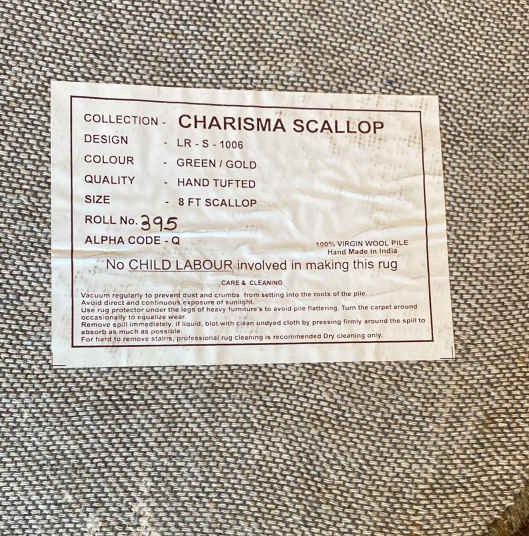 COLLECTION - CHARISMA SCALLOP
DESIGN - LR - S - 1006
COLOUR - GREEN / GOLD
QUALITY - HAND TUFTED
SIZE - 8 FT SCALLOP
ROLL No. 395
ALPHA CODE - Q
100% VIRGIN WOOL PILE
Hand Made in India
No CHILD LABOUR involved in making this rug
CARE & CLEANING
Vacuum regularly to prevent dust and crumbs from setting into the roots of the pile.
Avoid direct and continuous exposure of sunlight.
Use rug protector under the legs of heavy furniture's to avoid pile flattering. Turn the carpet around
occasionally to equalize wear.
Remove spill immediately, if liquid, blot with clean undyed cloth by pressing firmly around the spill to
absorb as much as possible.
For hard to remove stairs, professional rug cleaning is recommended Dry cleaning only.